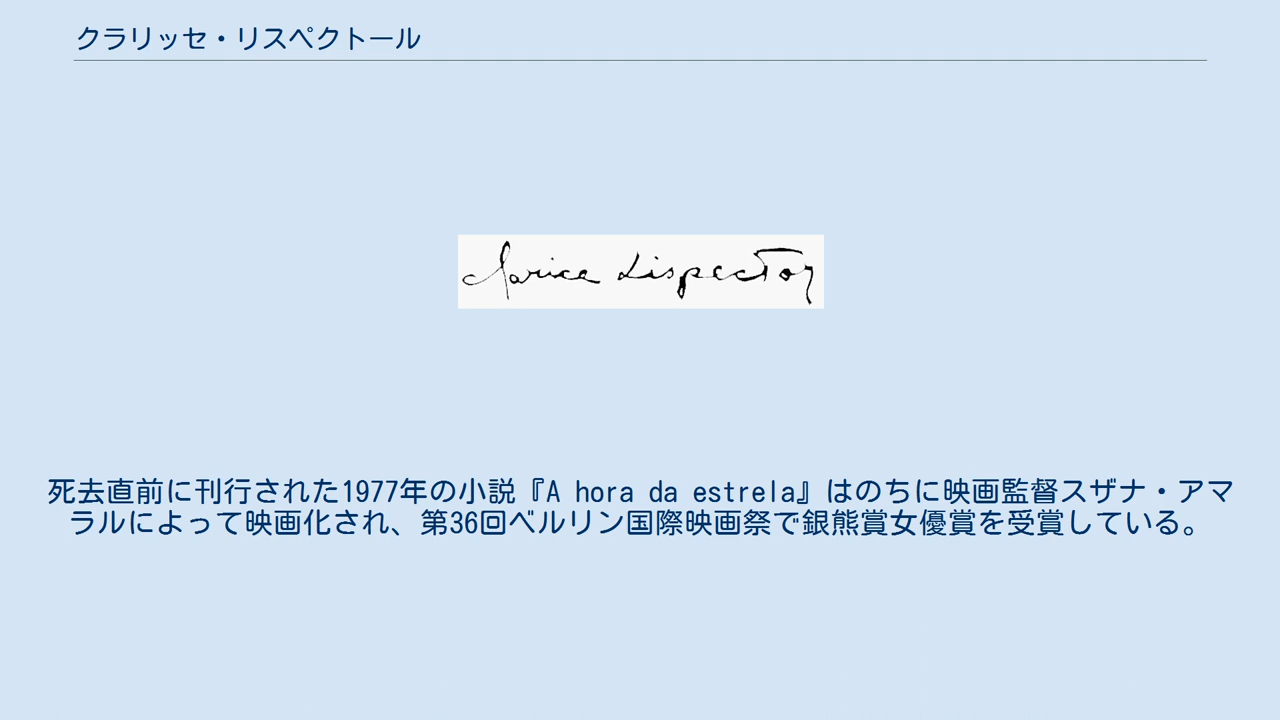 クラリッセ・リスペクトール
Clarice Lispector
死去直前に刊行された1977年の小説『A hora da estrela』はのちに映画監督スザナ・アマ
ラルによって映画化され、第36回ベルリン国際映画祭で銀熊賞女優賞を受賞している。